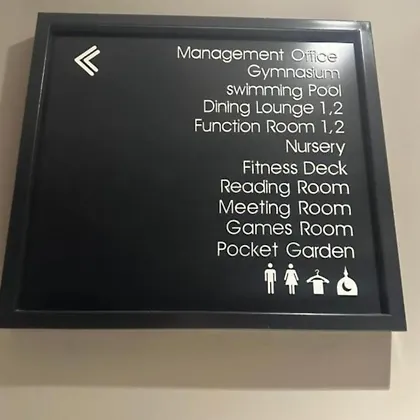 Management Office
Gymnasium
swimming Pool
Dining Lounge 1,2
Function Room 1,2
Nursery
Fitness Deck
Reading Room
Meeting Room
Games Room
Pocket Garden